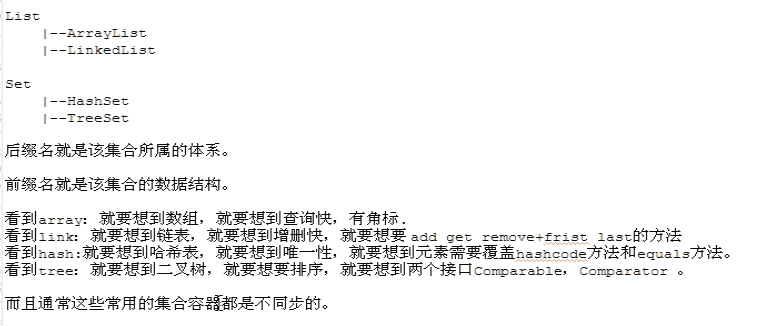 List
|--ArrayList
|--LinkedList
Set
|--HashSet
|--TreeSet
后缀名就是该集合所属的体系。
前缀名就是该集合的数据结构。
看到array：就要想到数组，就要想到查询快，有角标.
看到link：就要想到链表，就要想到增删快，就要想要 add get remove+frist last的方法
看到hash:就要想到哈希表，就要想到唯一性，就要想到元素需要覆盖hashcode方法和equals方法。
看到tree：就要想到二叉树，就要想要排序，就要想到两个接口Comparable，Comparator 。
而且通常这些常用的集合容器都是不同步的。